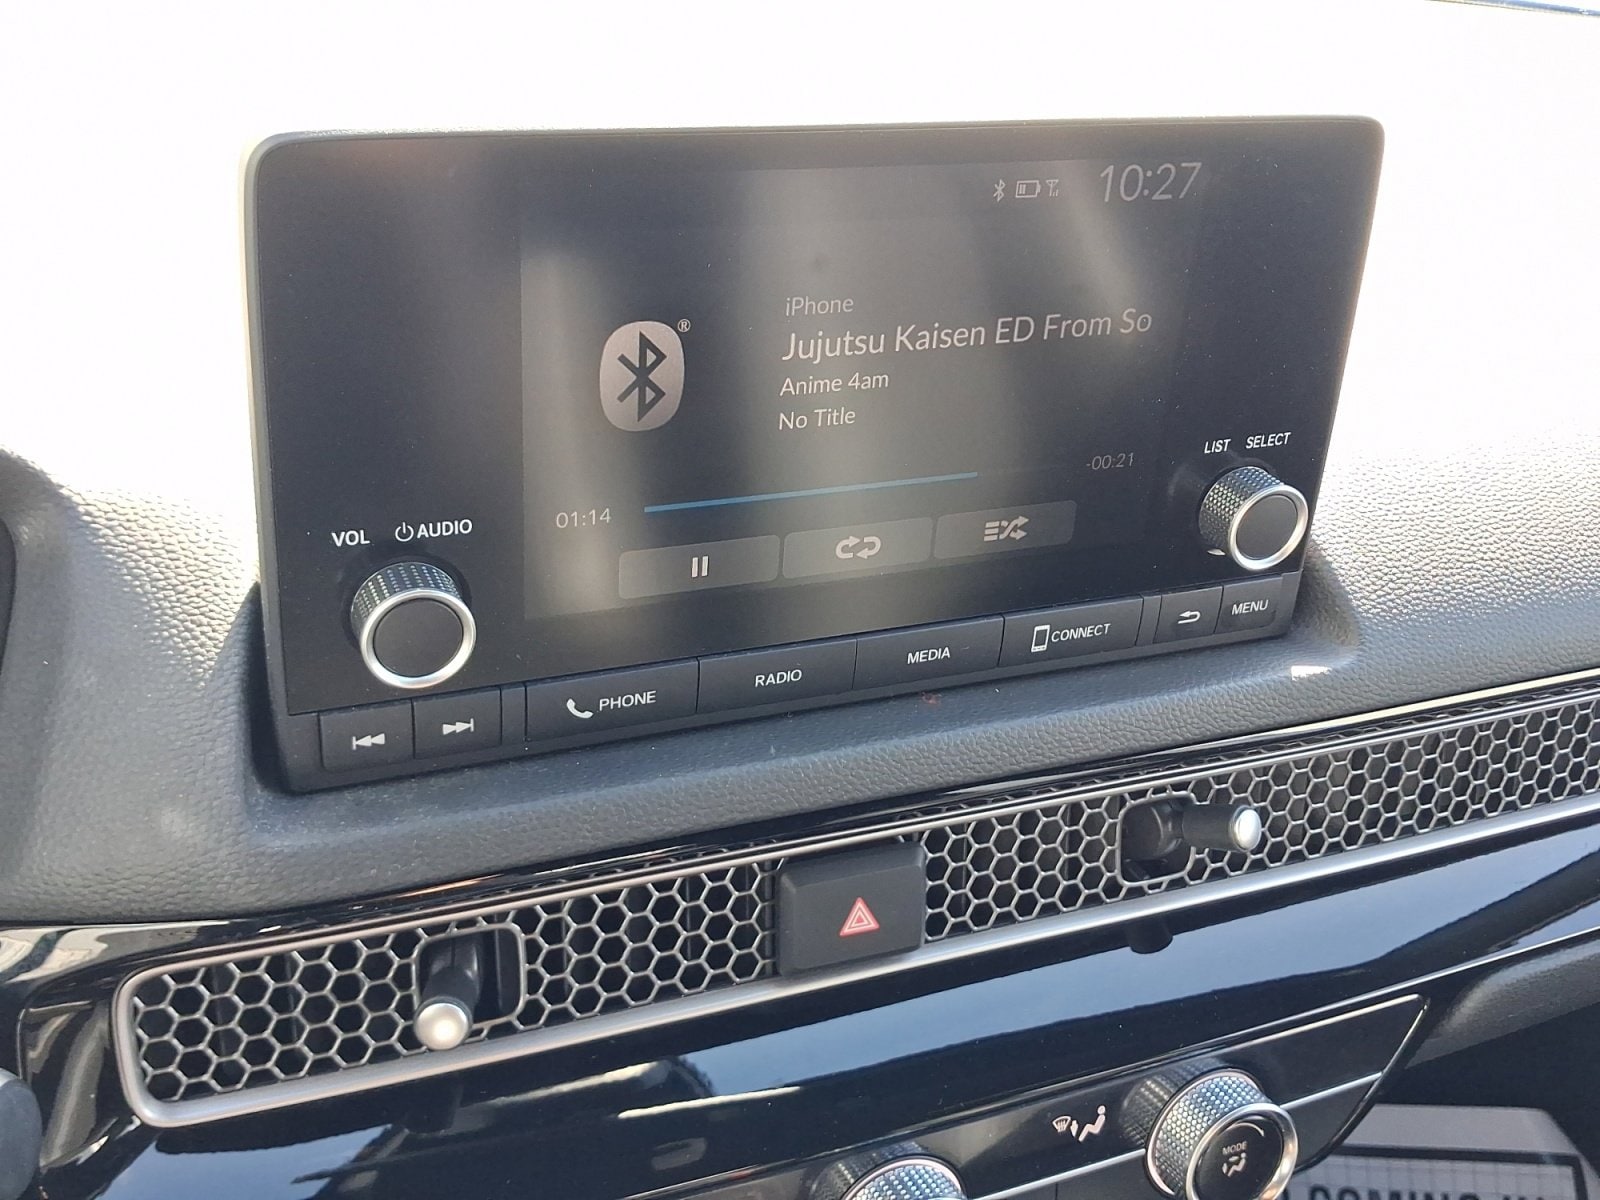 10:27
iPhone
®
Jujutsu Kaisen ED From So
Anime 4am
No Title
01:14
-00:21
LIST SELECT
VOL AUDIO
PHONE
RADIO
MEDIA
CONNECT
MENU
MODE